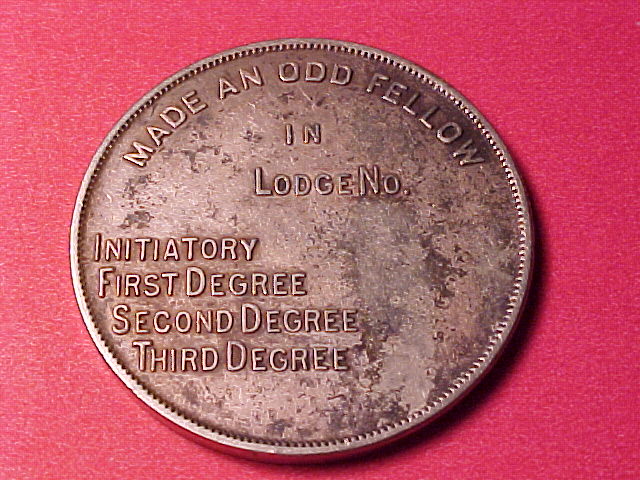 MADE AN ODD FELLOW
IN
LODGE NO.
INITIATORY
FIRST DEGREE
SECOND DEGREE
THIRD DEGREE